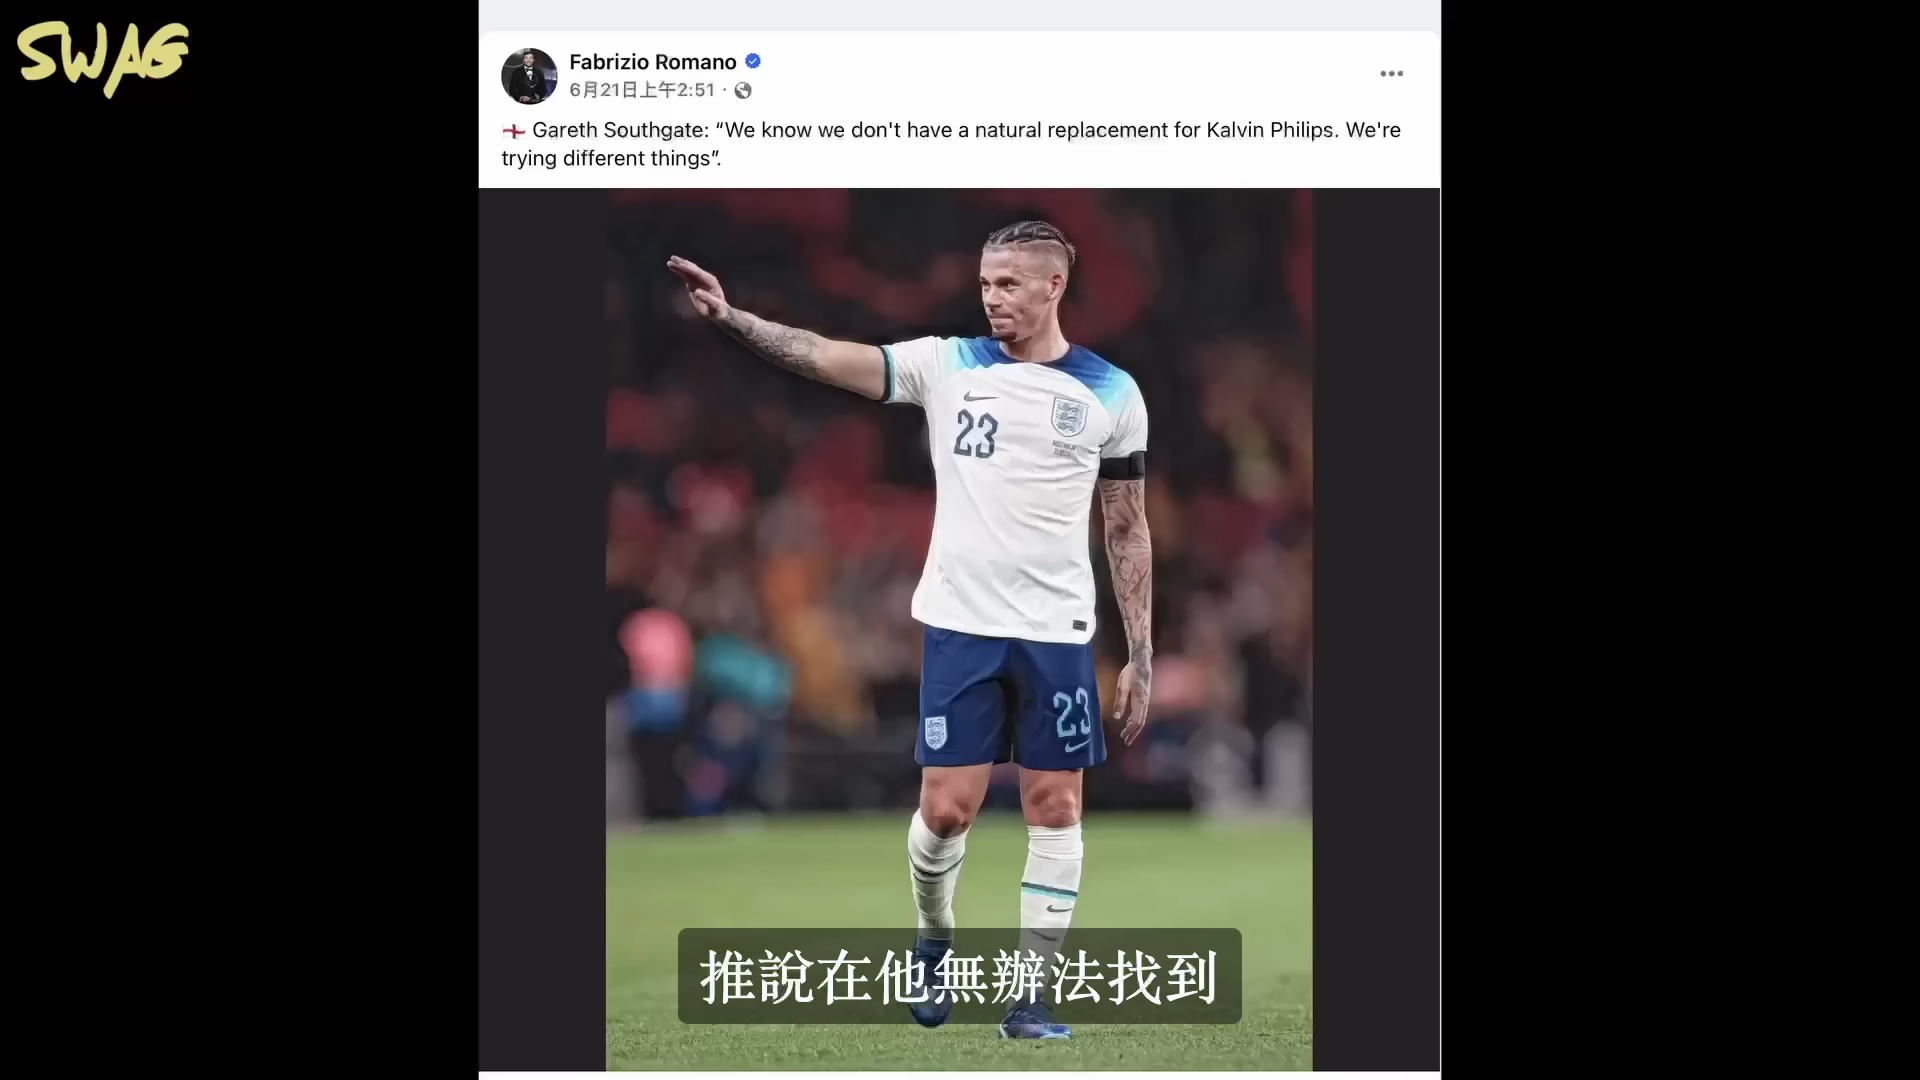 SWAG
Fabrizio Romano
6月21日上午2:51 ·
Gareth Southgate: “We know we don't have a natural replacement for Kalvin Philips. We're
trying different things”.
23
23
推說在他無辦法找到